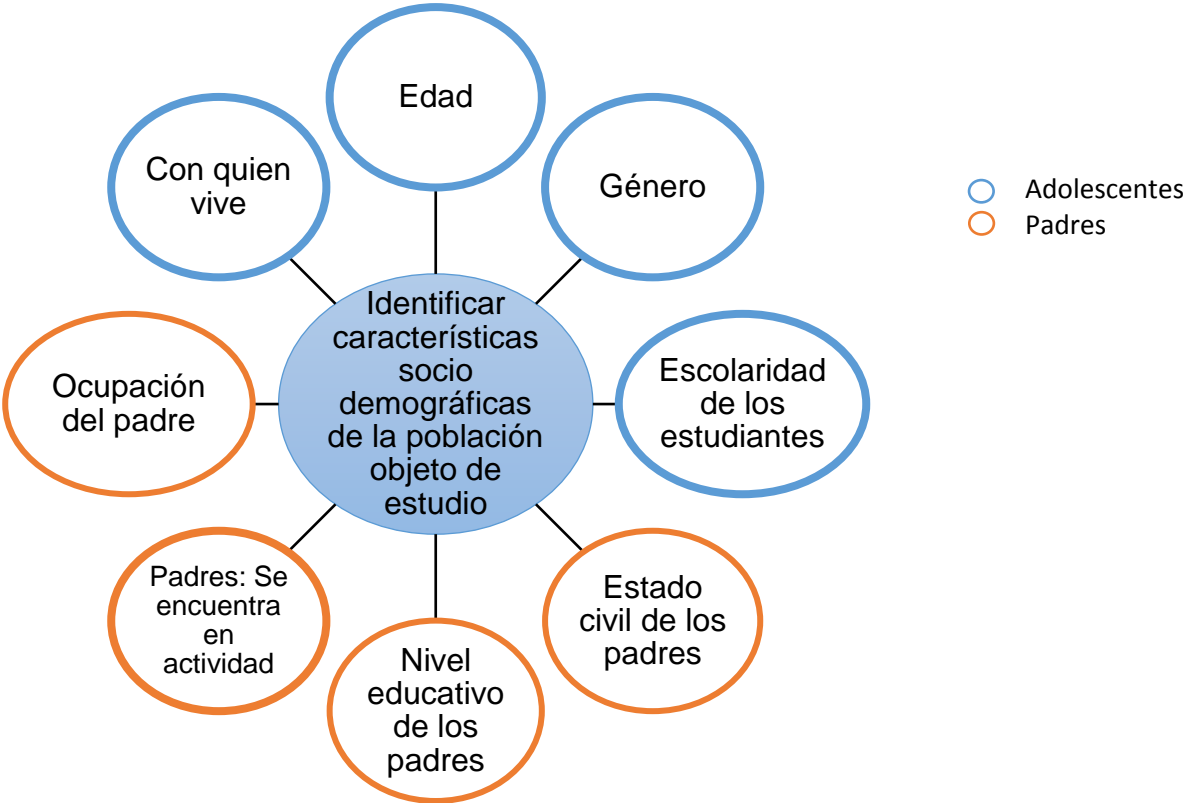 Edad
Género
Escolaridad
de los
estudiantes
Estado
civil de los
padres
Nivel
educativo
de los
padres
Padres: Se
encuentra
en
actividad
Ocupación
del padre
Con quien
vive
Identificar
características
socio
demográficas
de la población
objeto de
estudio
Adolescentes
Padres